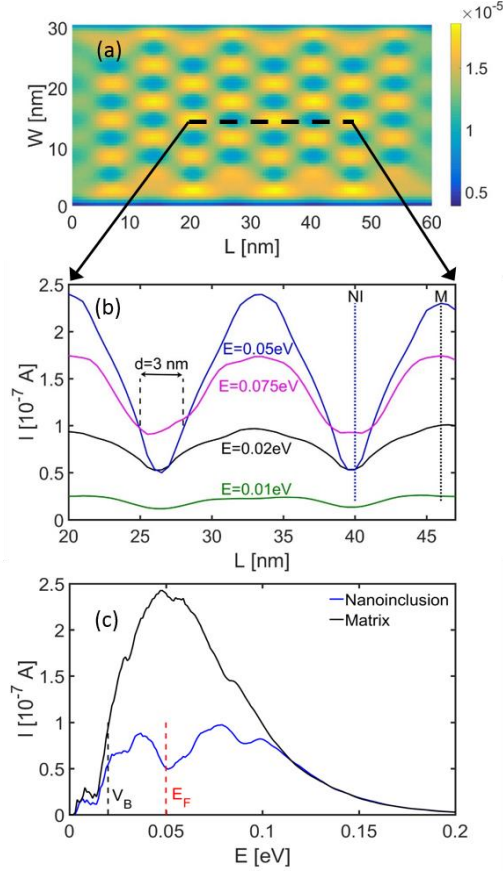 ×10⁻⁵
(a)
W [nm]
30
20
10
0
1.5
1
0.5
0 10 20 30 40 50 60
L [nm]
(b)
NI
M
d=3 nm
E=0.05eV
E=0.075eV
E=0.02eV
E=0.01eV
I [10⁻⁷ A]
2.5
2
1.5
1
0.5
0
20 25 30 35 40 45
L [nm]
(c)
Nanoinclusion
Matrix
I [10⁻⁷ A]
2.5
2
1.5
1
0.5
0
V_B
E_F
0 0.05 0.1 0.15 0.2
E [eV]